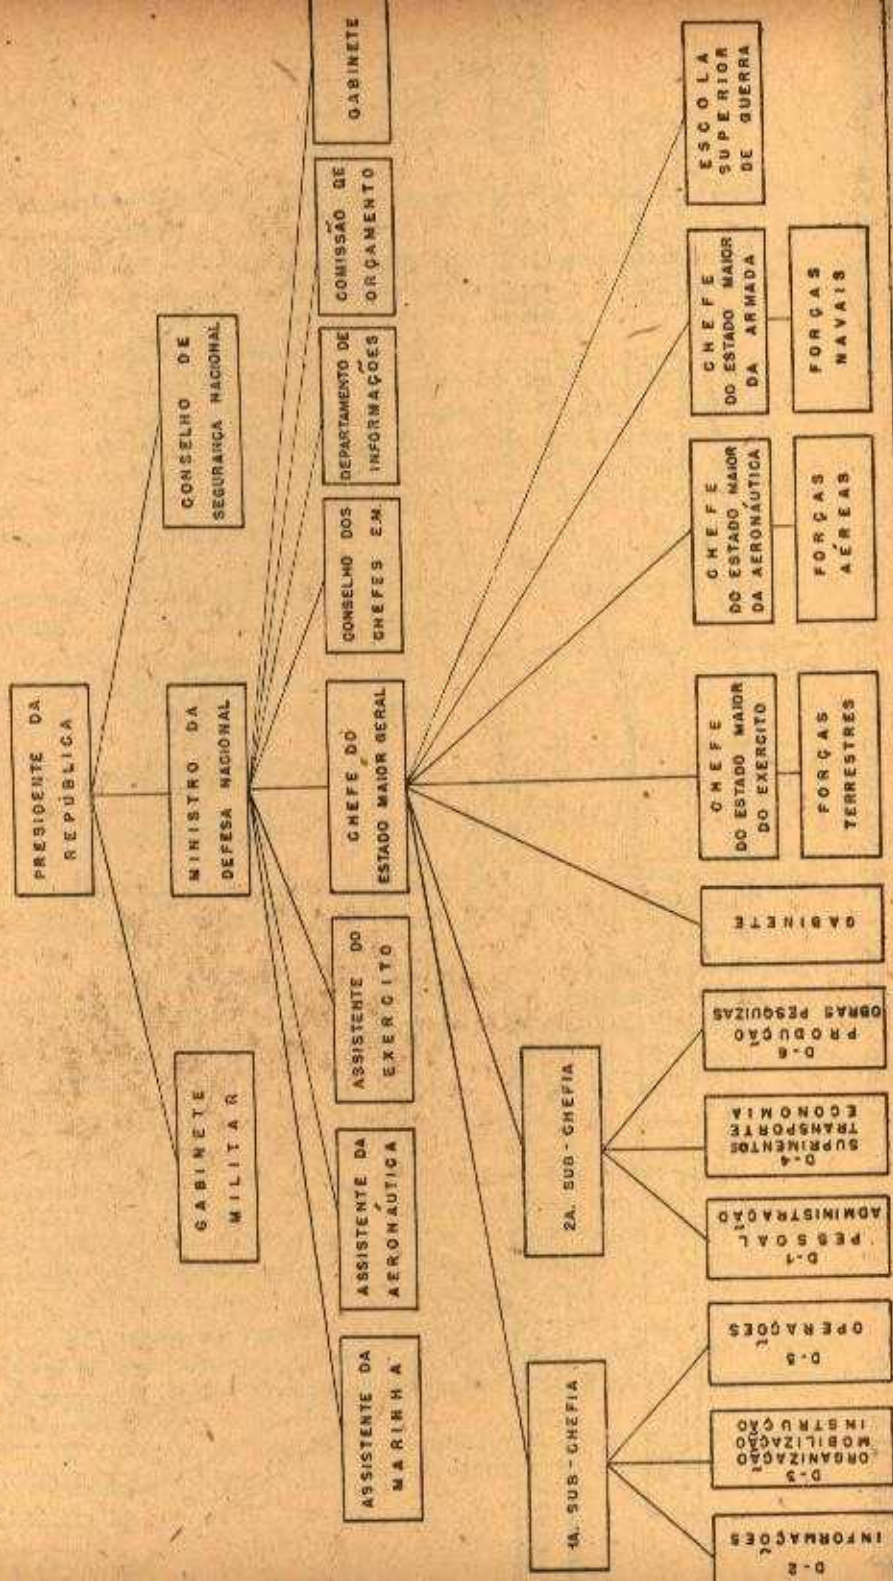 PRESIDENTE DA
REPÚBLICA
GABINETE
MILITAR
MINISTRO DA
DEFESA NACIONAL
CONSELHO DE
SEGURANÇA NACIONAL
ASSISTENTE DA
MARINHA
ASSISTENTE DA
AERONÁUTICA
ASSISTENTE DO
EXERCITO
CHEFE DO
ESTADO MAIOR GERAL
CONSELHO DOS
CHEFES E.M.
DEPARTAMENTO DE
INFORMAÇÕES
COMISSÃO DE
ORÇAMENTO
GABINETE
1A. SUB-CHEFIA
2A. SUB-CHEFIA
D-2
INFORMAÇÕES
D-3
ORGANIZAÇÃO
MOBILIZAÇÃO
INSTRUÇÃO
D-5
OPERAÇÕES
D-1
PESSOAL
ADMINISTRAÇÃO
D-4
SUPRIMENTOS
TRANSPORTE
ECONOMIA
D-6
PRODUÇÃO
OBRAS PESQUIZAS
GABINETE
CHEFE
DO ESTADO MAIOR
DO EXERCITO
FORÇAS
TERRESTRES
CHEFE
DO ESTADO MAIOR
DA AERONÁUTICA
FORÇAS
AÉREAS
CHEFE
DO ESTADO MAIOR
DA ARMADA
FORÇAS
NAVAIS
ESCOLA
SUPERIOR
DE GUERRA